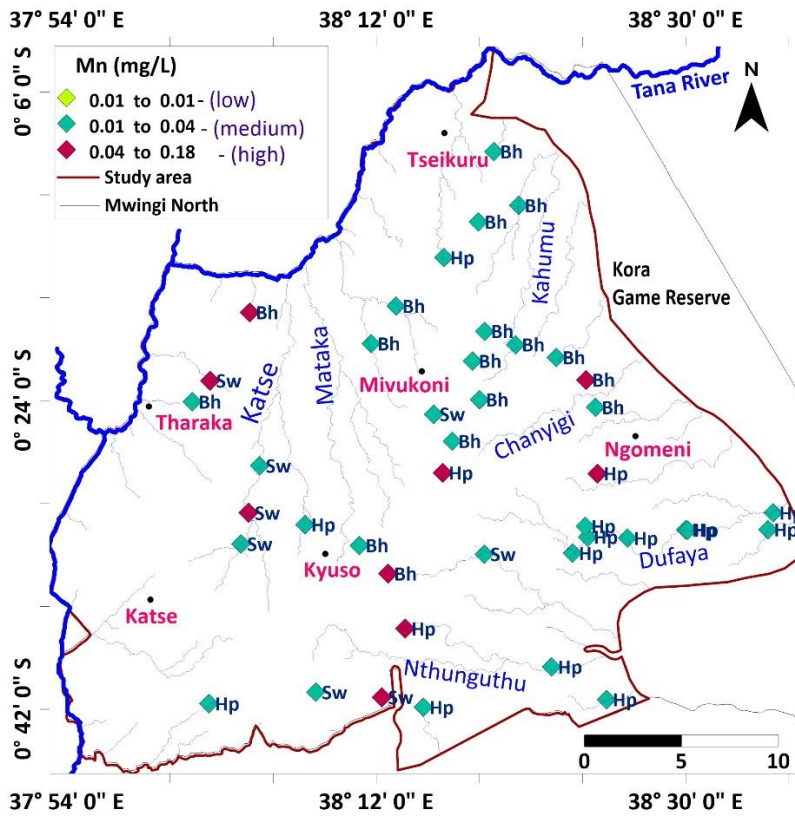 37° 54' 0" E
38° 12' 0" E
38° 30' 0" E
0° 6' 0" S
Mn (mg/L)
0.01 to 0.01- (low)
0.01 to 0.04 - (medium)
0.04 to 0.18 - (high)
Study area
Mwingi North
Tana River
N
Tseikuru
Bh
Bh
Bh
Hp
Kahumu
Kora
Game Reserve
Bh
Bh
Bh
Bh
Bh
Bh
Bh
Sw
Bh
Katse
Mataka
Mivukoni
Bh
Bh
Bh
0° 24' 0" S
Tharaka
Sw
Bh
Chanyigi
Ngomeni
Hp
Hp
Sw
Sw
Hp
Sw
Bh
Kyuso
Bh
Sw
Hp
Hp
Hp
Hp
Hp
Hp
Hp
Dufaya
Katse
Hp
Nthunguthu
Hp
Hp
0° 42' 0" S
Hp
Sw
Sw
Hp
0 5 10
37° 54' 0" E
38° 12' 0" E
38° 30' 0" E